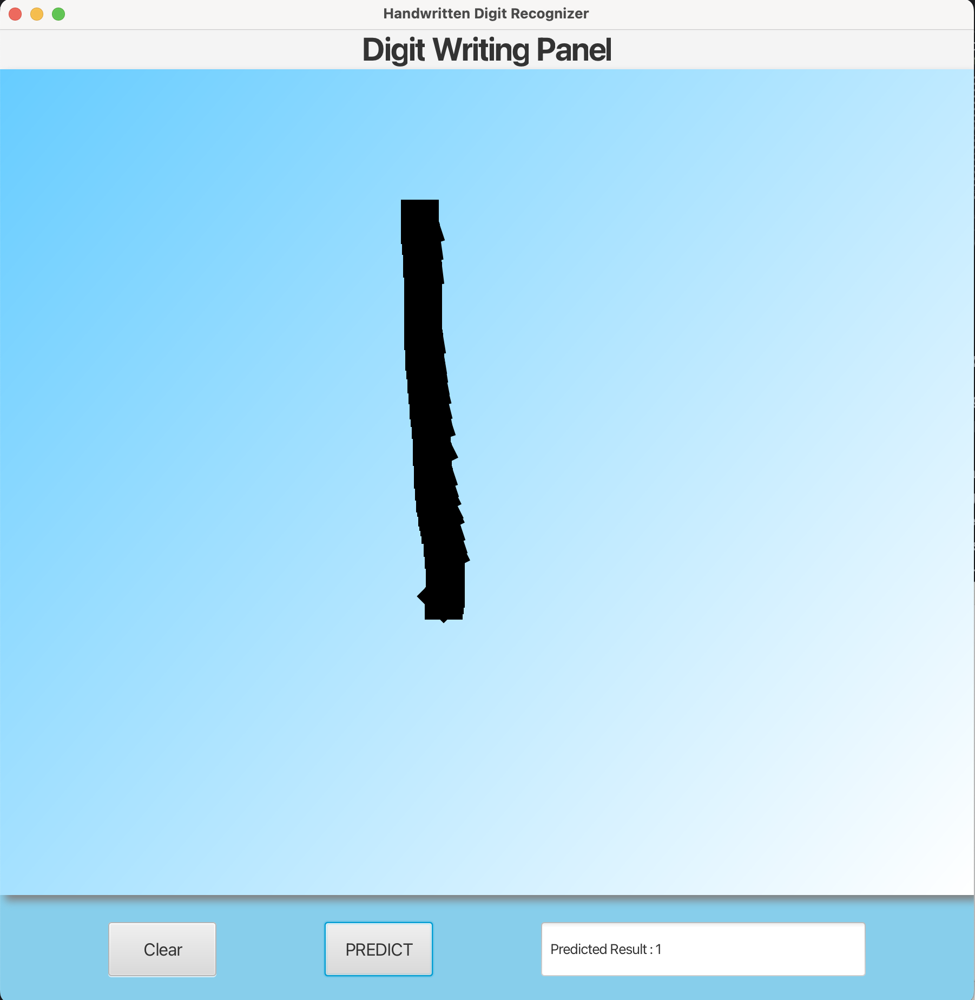 Handwritten Digit Recognizer
Digit Writing Panel
1
Clear
PREDICT
Predicted Result : 1